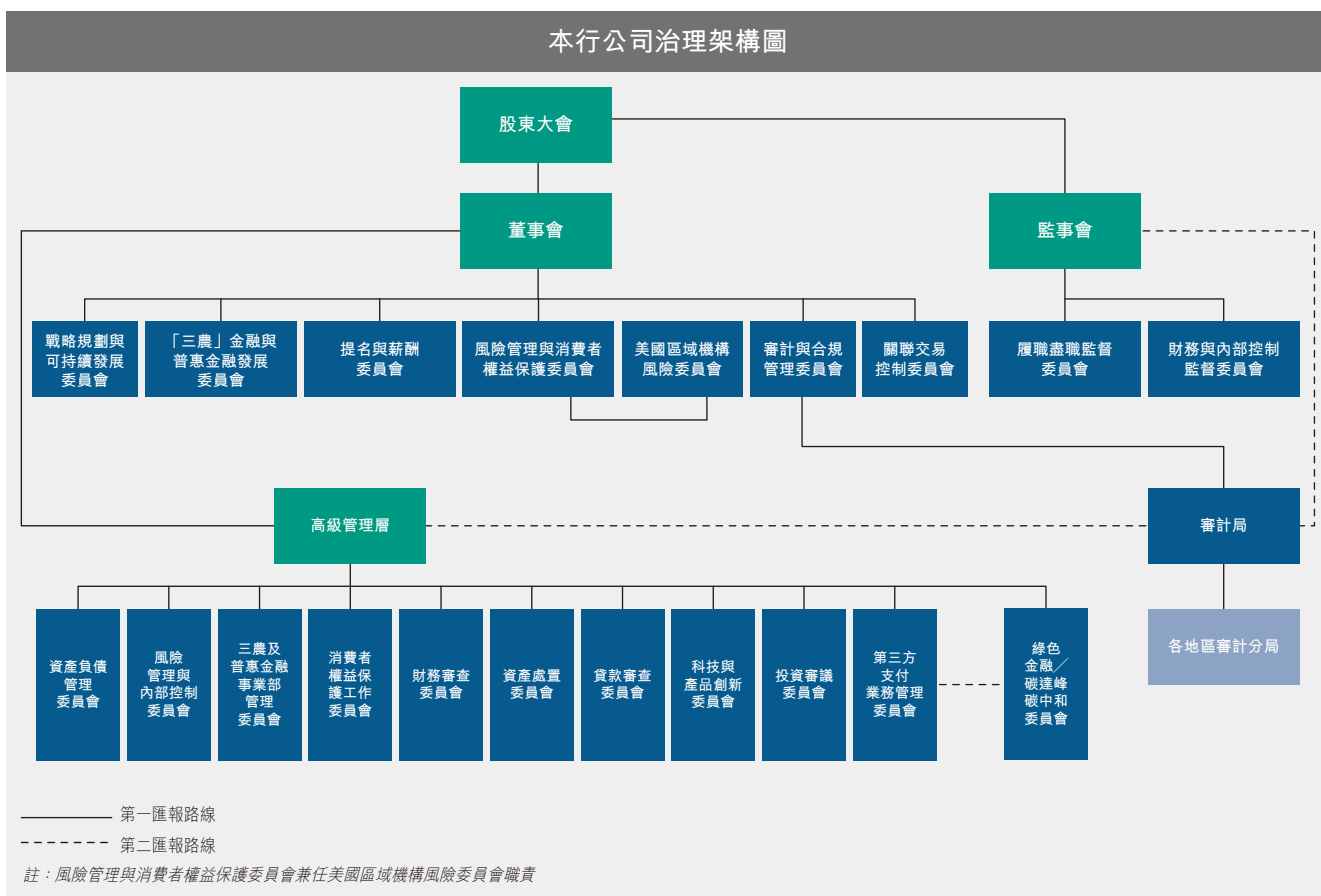 本行公司治理架構圖
股東大會
董事會
監事會
戰略規劃與
可持續發展
委員會
「三農」金融與
普惠金融發展
委員會
提名與薪酬
委員會
風險管理與消費者
權益保護委員會
美國區域機構
風險委員會
審計與合規
管理委員會
關聯交易
控制委員會
履職盡職監督
委員會
財務與內部控制
監督委員會
高級管理層
審計局
資產負債
管理
委員會
風險
管理與
內部控制
委員會
三農及
普惠金融
事業部
管理
委員會
消費者
權益保
護工作
委員會
財務審查
委員會
資產處置
委員會
貸款審查
委員會
科技與
產品創新
委員會
投資審議
委員會
第三方
支付
業務管理
委員會
綠色
金融／
碳達峰
碳中和
委員會
各地區審計分局
第一匯報路線
第二匯報路線
註：風險管理與消費者權益保護委員會兼任美國區域機構風險委員會職責